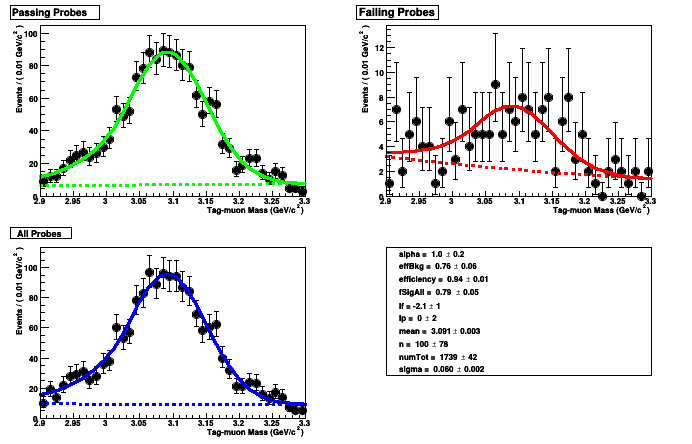 Passing Probes
Events / ( 0.01 GeV/c² )
100
80
60
40
20
0
2.9 2.95 3 3.05 3.1 3.15 3.2 3.25 3.3
Tag-muon Mass (GeV/c²)
Failing Probes
Events / ( 0.01 GeV/c² )
12
10
8
6
4
2
0
2.9 2.95 3 3.05 3.1 3.15 3.2 3.25 3.3
Tag-muon Mass (GeV/c²)
All Probes
Events / ( 0.01 GeV/c² )
100
80
60
40
20
0
2.9 2.95 3 3.05 3.1 3.15 3.2 3.25 3.3
Tag-muon Mass (GeV/c²)
alpha = 1.0 ± 0.2
effBkg = 0.76 ± 0.06
efficiency = 0.94 ± 0.01
fSigAll = 0.79 ± 0.05
lf = -2.1 ± 1
lp = 0 ± 2
mean = 3.091 ± 0.003
n = 100 ± 78
numTot = 1739 ± 42
sigma = 0.060 ± 0.002